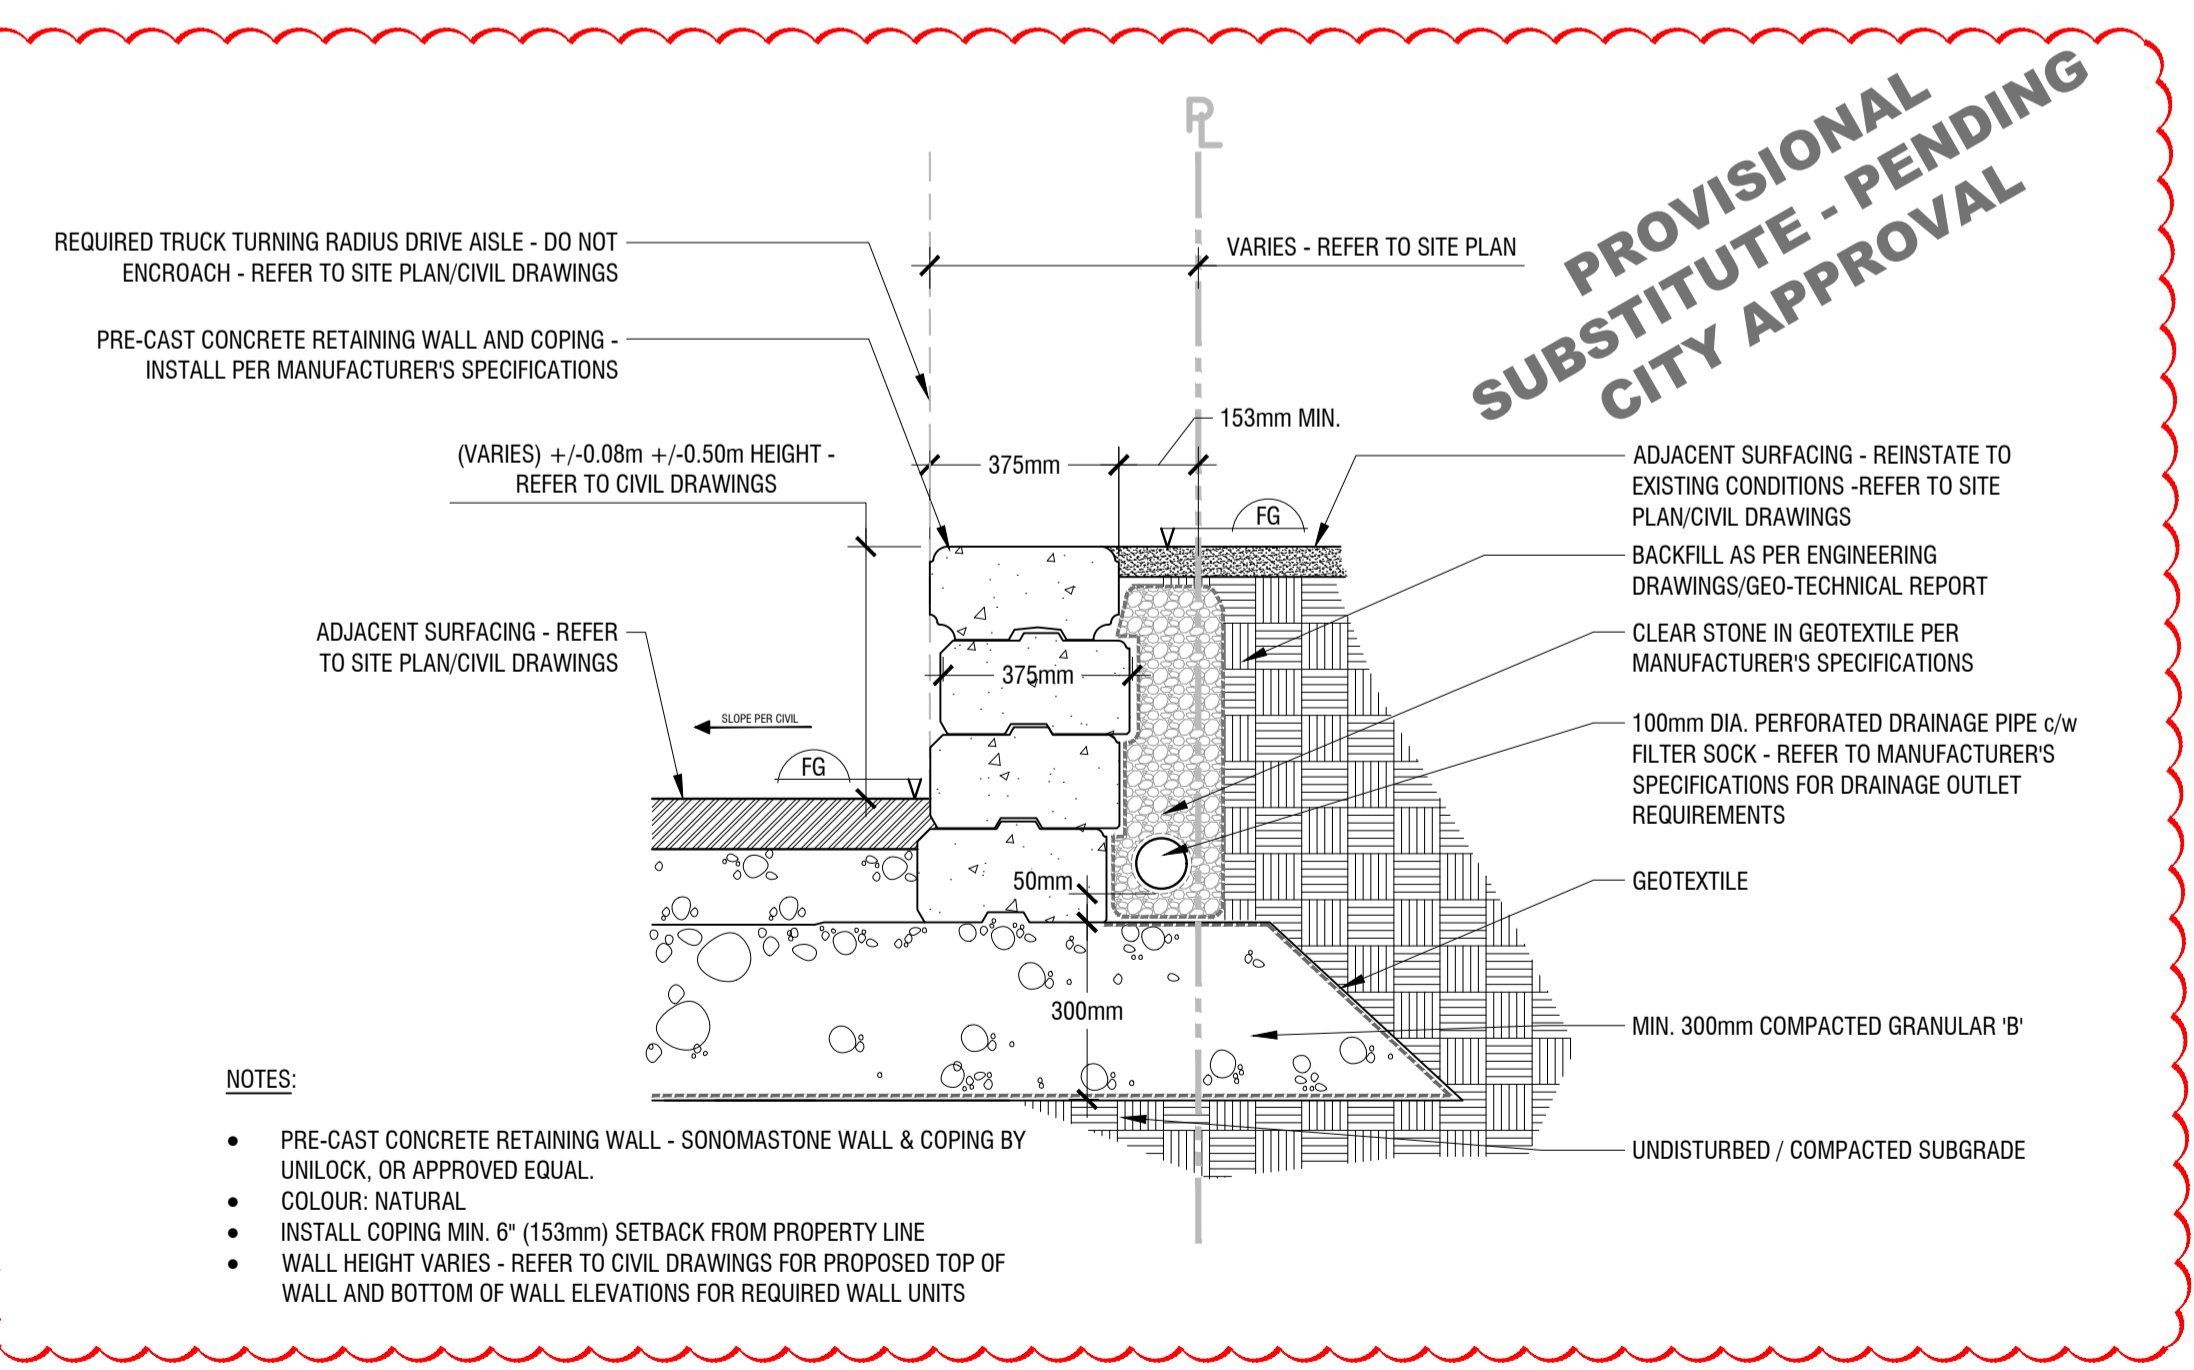 PL
PROVISIONAL
SUBSTITUTE - PENDING
CITY APPROVAL
REQUIRED TRUCK TURNING RADIUS DRIVE AISLE - DO NOT
ENCROACH - REFER TO SITE PLAN/CIVIL DRAWINGS
VARIES - REFER TO SITE PLAN
PRE-CAST CONCRETE RETAINING WALL AND COPING -
INSTALL PER MANUFACTURER'S SPECIFICATIONS
153mm MIN.
(VARIES) +/-0.08m +/-0.50m HEIGHT -
REFER TO CIVIL DRAWINGS
375mm
ADJACENT SURFACING - REINSTATE TO
EXISTING CONDITIONS -REFER TO SITE
PLAN/CIVIL DRAWINGS
FG
BACKFILL AS PER ENGINEERING
DRAWINGS/GEO-TECHNICAL REPORT
ADJACENT SURFACING - REFER
TO SITE PLAN/CIVIL DRAWINGS
CLEAR STONE IN GEOTEXTILE PER
MANUFACTURER'S SPECIFICATIONS
375mm
SLOPE PER CIVIL
100mm DIA. PERFORATED DRAINAGE PIPE c/w
FILTER SOCK - REFER TO MANUFACTURER'S
SPECIFICATIONS FOR DRAINAGE OUTLET
REQUIREMENTS
FG
50mm
GEOTEXTILE
300mm
MIN. 300mm COMPACTED GRANULAR 'B'
UNDISTURBED / COMPACTED SUBGRADE
NOTES:
• PRE-CAST CONCRETE RETAINING WALL - SONOMASTONE WALL & COPING BY
UNILOCK, OR APPROVED EQUAL.
• COLOUR: NATURAL
• INSTALL COPING MIN. 6" (153mm) SETBACK FROM PROPERTY LINE
• WALL HEIGHT VARIES - REFER TO CIVIL DRAWINGS FOR PROPOSED TOP OF
WALL AND BOTTOM OF WALL ELEVATIONS FOR REQUIRED WALL UNITS